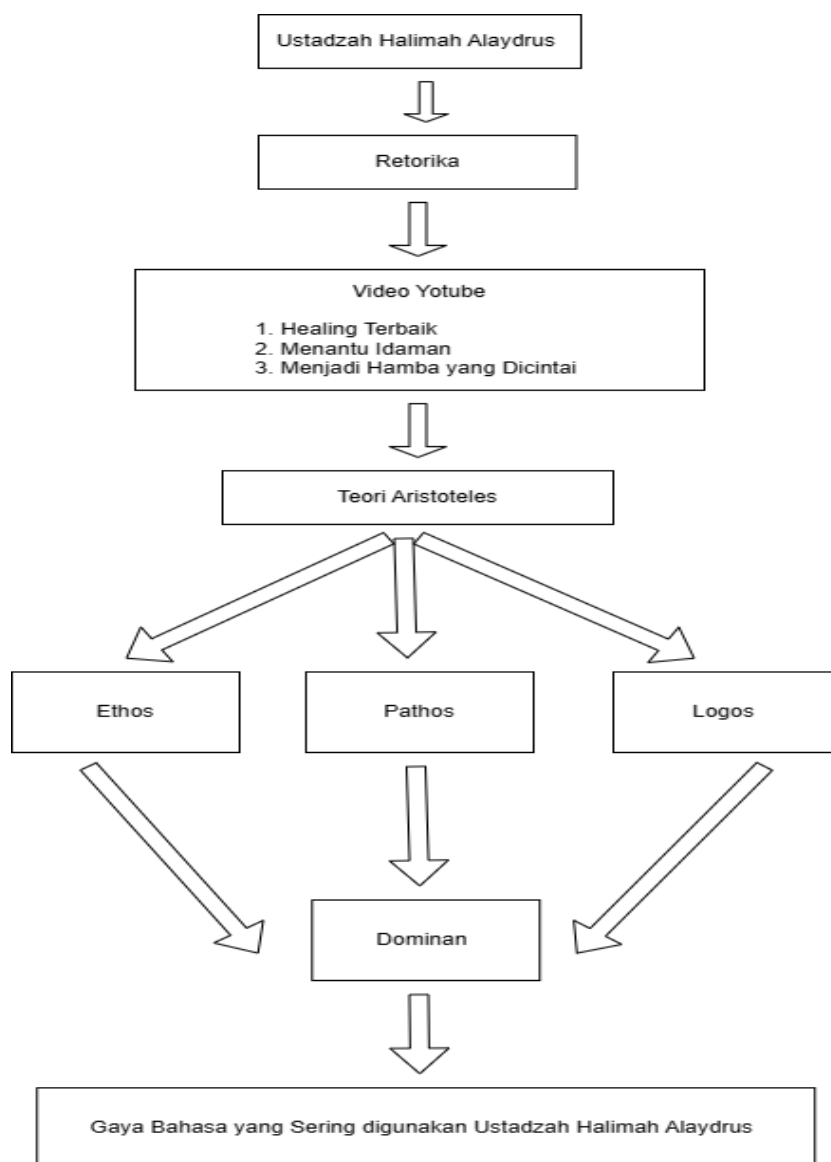 Ustadzah Halimah Alaydrus
Retorika
Video Yotube
1. Healing Terbaik
2. Menantu Idaman
3. Menjadi Hamba yang Dicintai
Teori Aristoteles
Ethos
Pathos
Logos
Dominan
Gaya Bahasa yang Sering digunakan Ustadzah Halimah Alaydrus